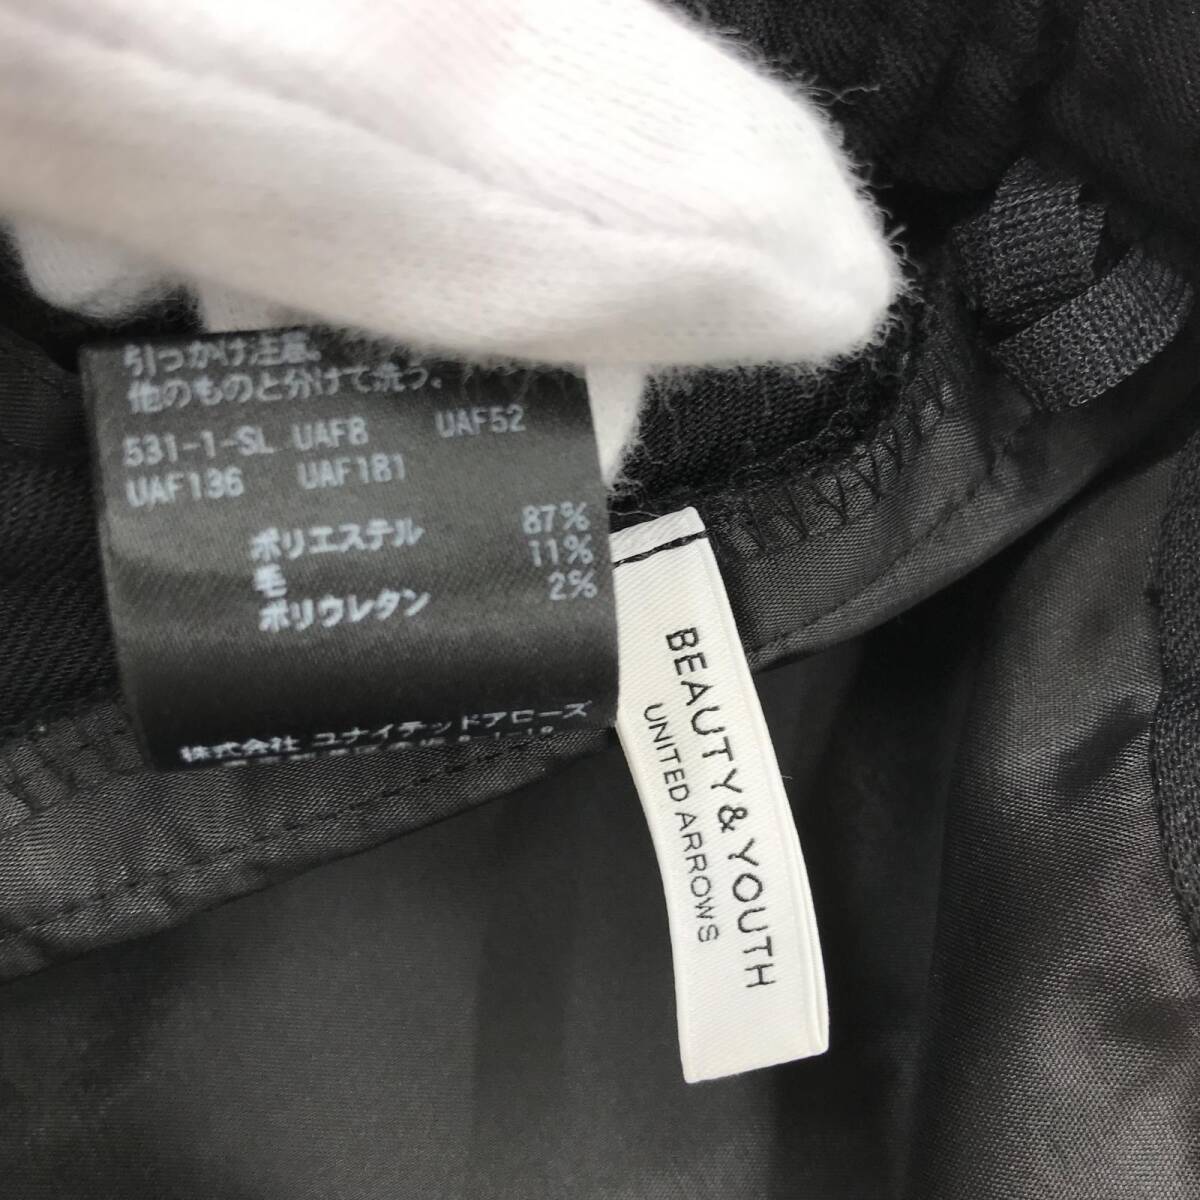 引っかけ注意、
他のものと分けて洗う、
531-1-SL UAF8 UAF52
UAF136 UAF181
ポリエステル 87%
毛 11%
ポリウレタン 2%
株式会社 ユナイテッドアローズ
BEAUTY & YOUTH
UNITED ARROWS